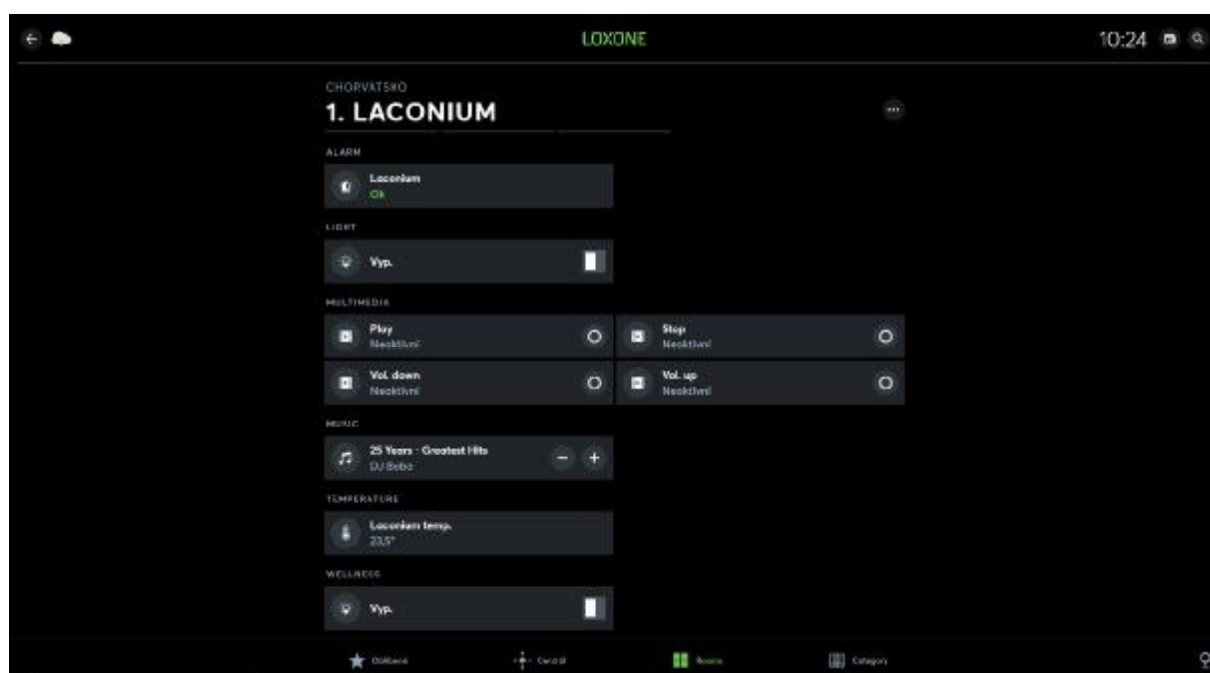 LOXONE
10:24
CHORVATSKO
1. LACONIUM
ALARM
Laconium
Ok
LIGHT
Vyp.
MULTIMEDIA
Play
Neaktivní
Stop
Neaktivní
Vol. down
Neaktivní
Vol. up
Neaktivní
MUSIC
25 Years - Greatest Hits
DJ Bobo
TEMPERATURE
Laconium temp.
23,5°
WELLNESS
Vyp.
Oblíbené
Central
Rooms
Category